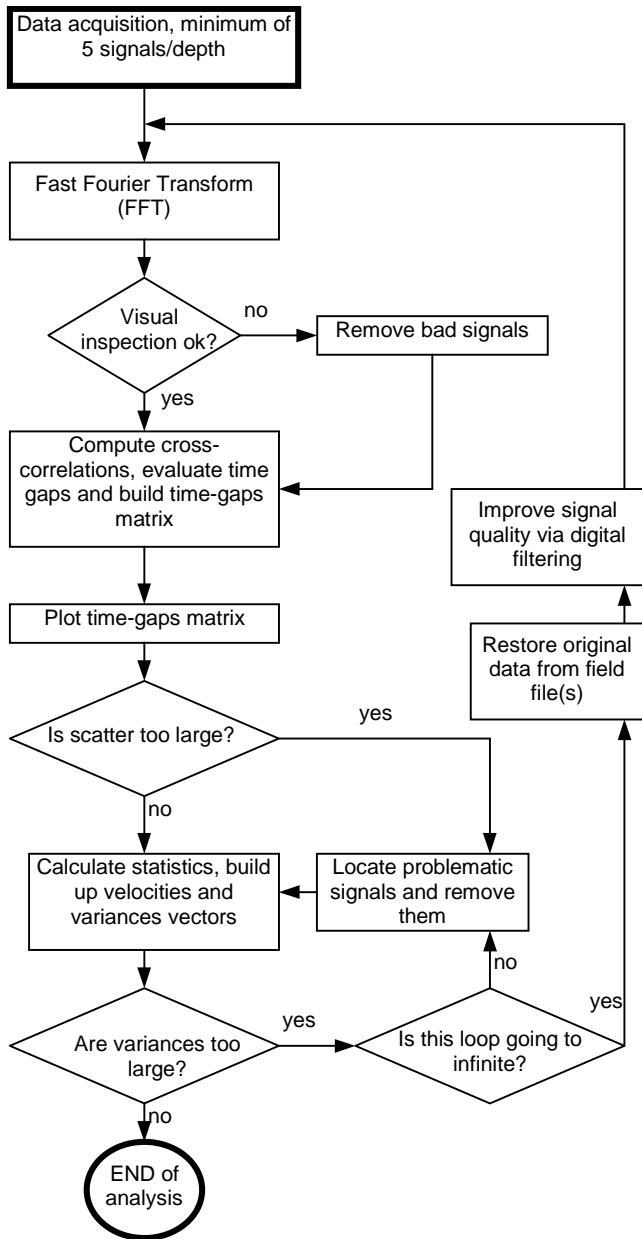 Data acquisition, minimum of
5 signals/depth
Fast Fourier Transform
(FFT)
Visual
inspection ok?
no
Remove bad signals
yes
Compute cross-
correlations, evaluate time
gaps and build time-gaps
matrix
Improve signal
quality via digital
filtering
Plot time-gaps matrix
Restore original
data from field
file(s)
Is scatter too large?
yes
no
Calculate statistics, build
up velocities and
variances vectors
Locate problematic
signals and remove
them
no
Are variances too
large?
yes
Is this loop going to
infinite?
yes
no
END of
analysis